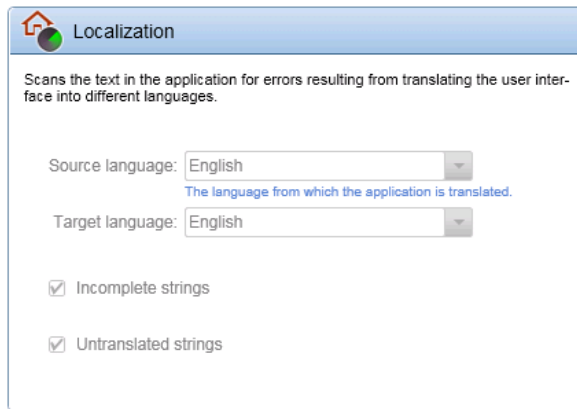 Localization
Scans the text in the application for errors resulting from translating the user inter-
face into different languages.
Source language: English
The language from which the application is translated.
Target language: English
Incomplete strings
Untranslated strings